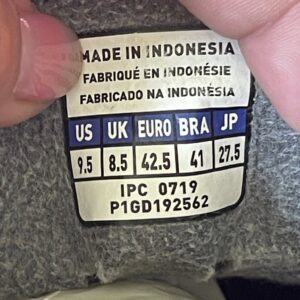 MADE IN INDONESIA
FABRIQUÉ EN INDONÉSIE
FABRICADO NA INDONÉSIA
US UK EURO BRA JP
9.5 8.5 42.5 41 27.5
IPC 0719
P1GD192562